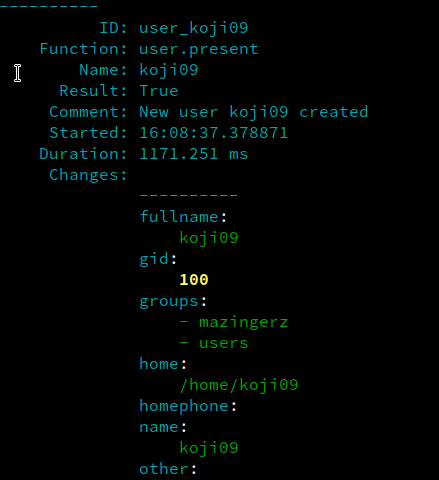 ----------
ID: user_koji09
Function: user.present
Name: koji09
Result: True
Comment: New user koji09 created
Started: 16:08:37.378871
Duration: 1171.251 ms
Changes:
----------
fullname:
koji09
gid:
100
groups:
- mazingerz
- users
home:
/home/koji09
homephone:
name:
koji09
other: